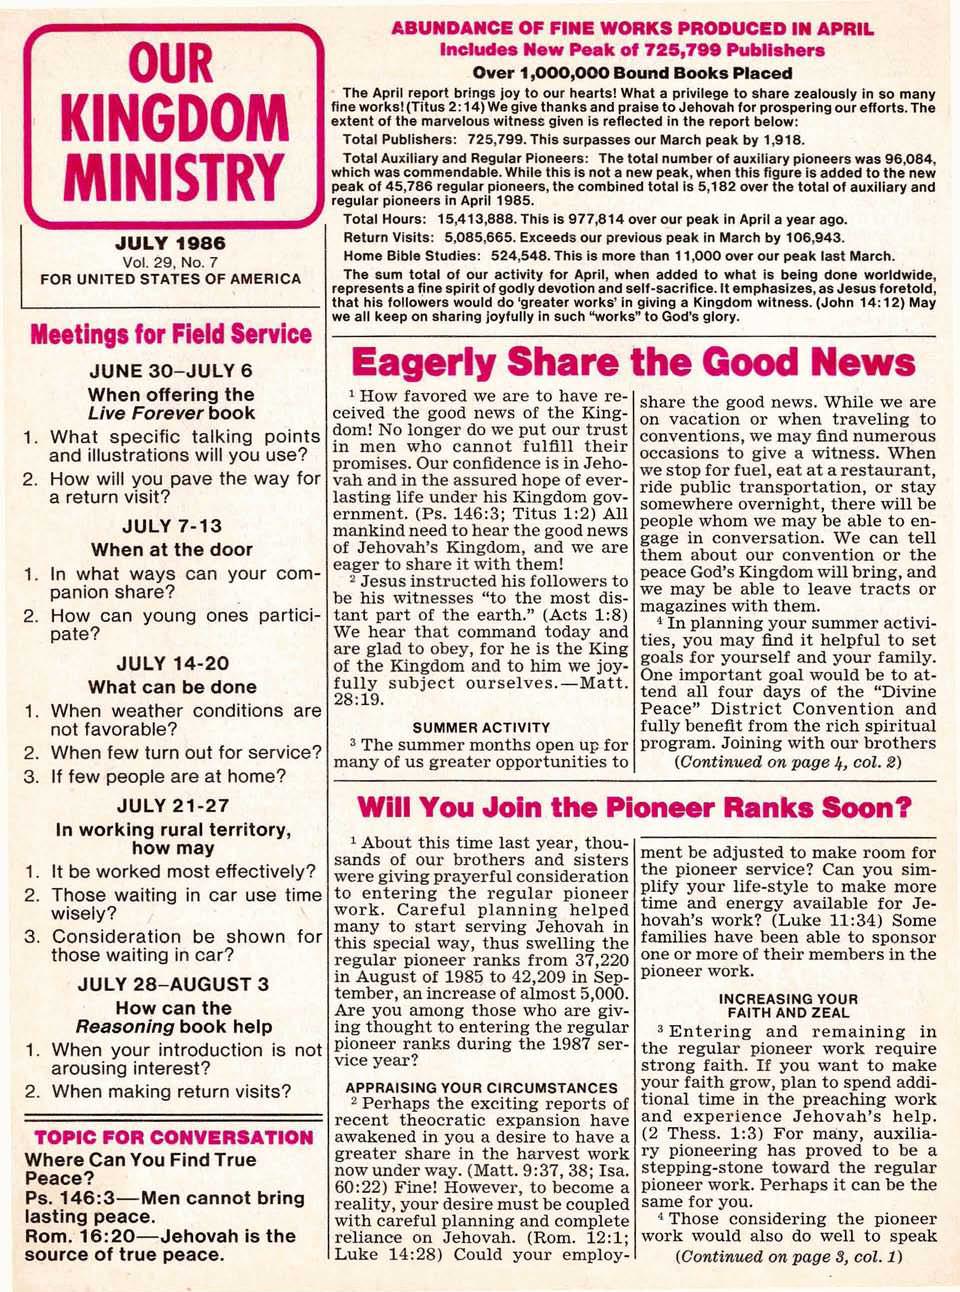 OUR
KINGDOM
MINISTRY
JULY 1986
Vol. 29, No. 7
FOR UNITED STATES OF AMERICA
Meetings for Field Service
JUNE 30–JULY 6
When offering the
Live Forever book
1. What specific talking points
and illustrations will you use?
2. How will you pave the way for
a return visit?
JULY 7-13
When at the door
1. In what ways can your com-
panion share?
2. How can young ones partici-
pate?
JULY 14-20
What can be done
1. When weather conditions are
not favorable?
2. When few turn out for service?
3. If few people are at home?
JULY 21-27
In working rural territory,
how may
1. It be worked most effectively?
2. Those waiting in car use time
wisely?
3. Consideration be shown for
those waiting in car?
JULY 28–AUGUST 3
How can the
Reasoning book help
1. When your introduction is not
arousing interest?
2. When making return visits?
TOPIC FOR CONVERSATION
Where Can You Find True
Peace?
Ps. 146:3—Men cannot bring
lasting peace.
Rom. 16:20—Jehovah is the
source of true peace.
ABUNDANCE OF FINE WORKS PRODUCED IN APRIL
Includes New Peak of 725,799 Publishers
Over 1,000,000 Bound Books Placed
The April report brings joy to our hearts! What a privilege to share zealously in so many
fine works! (Titus 2:14) We give thanks and praise to Jehovah for prospering our efforts. The
extent of the marvelous witness given is reflected in the report below:
Total Publishers: 725,799. This surpasses our March peak by 1,918.
Total Auxiliary and Regular Pioneers: The total number of auxiliary pioneers was 96,084,
which was commendable. While this is not a new peak, when this figure is added to the new
peak of 45,786 regular pioneers, the combined total is 5,182 over the total of auxiliary and
regular pioneers in April 1985.
Total Hours: 15,413,888. This is 977,814 over our peak in April a year ago.
Return Visits: 5,085,665. Exceeds our previous peak in March by 106,943.
Home Bible Studies: 524,548. This is more than 11,000 over our peak last March.
The sum total of our activity for April, when added to what is being done worldwide,
represents a fine spirit of godly devotion and self-sacrifice. It emphasizes, as Jesus foretold,
that his followers would do ‘greater works’ in giving a Kingdom witness. (John 14:12) May
we all keep on sharing joyfully in such “works” to God’s glory.
Eagerly Share the Good News
1 How favored we are to have re-
ceived the good news of the King-
dom! No longer do we put our trust
in men who cannot fulfill their
promises. Our confidence is in Jeho-
vah and in the assured hope of ever-
lasting life under his Kingdom gov-
ernment. (Ps. 146:3; Titus 1:2) All
mankind need to hear the good news
of Jehovah’s Kingdom, and we are
eager to share it with them!
2 Jesus instructed his followers to
be his witnesses “to the most dis-
tant part of the earth.” (Acts 1:8)
We hear that command today and
are glad to obey, for he is the King
of the Kingdom and to him we joy-
fully subject ourselves.—Matt.
28:19.
SUMMER ACTIVITY
3 The summer months open up for
many of us greater opportunities to
share the good news. While we are
on vacation or when traveling to
conventions, we may find numerous
occasions to give a witness. When
we stop for fuel, eat at a restaurant,
ride public transportation, or stay
somewhere overnight, there will be
people whom we may be able to en-
gage in conversation. We can tell
them about our convention or the
peace God’s Kingdom will bring, and
we may be able to leave tracts or
magazines with them.
4 In planning your summer activi-
ties, you may find it helpful to set
goals for yourself and your family.
One important goal would be to at-
tend all four days of the “Divine
Peace” District Convention and
fully benefit from the rich spiritual
program. Joining with our brothers
(Continued on page 4, col. 2)
Will You Join the Pioneer Ranks Soon?
1 About this time last year, thou-
sands of our brothers and sisters
were giving prayerful consideration
to entering the regular pioneer
work. Careful planning helped
many to start serving Jehovah in
this special way, thus swelling the
regular pioneer ranks from 37,220
in August of 1985 to 42,209 in Sep-
tember, an increase of almost 5,000.
Are you among those who are giv-
ing thought to entering the regular
pioneer ranks during the 1987 ser-
vice year?
APPRAISING YOUR CIRCUMSTANCES
2 Perhaps the exciting reports of
recent theocratic expansion have
awakened in you a desire to have a
greater share in the harvest work
now under way. (Matt. 9:37, 38; Isa.
60:22) Fine! However, to become a
reality, your desire must be coupled
with careful planning and complete
reliance on Jehovah. (Rom. 12:1;
Luke 14:28) Could your employ-
ment be adjusted to make room for
the pioneer service? Can you sim-
plify your life-style to make more
time and energy available for Je-
hovah’s work? (Luke 11:34) Some
families have been able to sponsor
one or more of their members in the
pioneer work.
INCREASING YOUR
FAITH AND ZEAL
3 Entering and remaining in
the regular pioneer work require
strong faith. If you want to make
your faith grow, plan to spend addi-
tional time in the preaching work
and experience Jehovah’s help.
(2 Thess. 1:3) For many, auxilia-
ry pioneering has proved to be a
stepping-stone toward the regular
pioneer work. Perhaps it can be the
same for you.
4 Those considering the pioneer
work would also do well to speak
(Continued on page 3, col. 1)